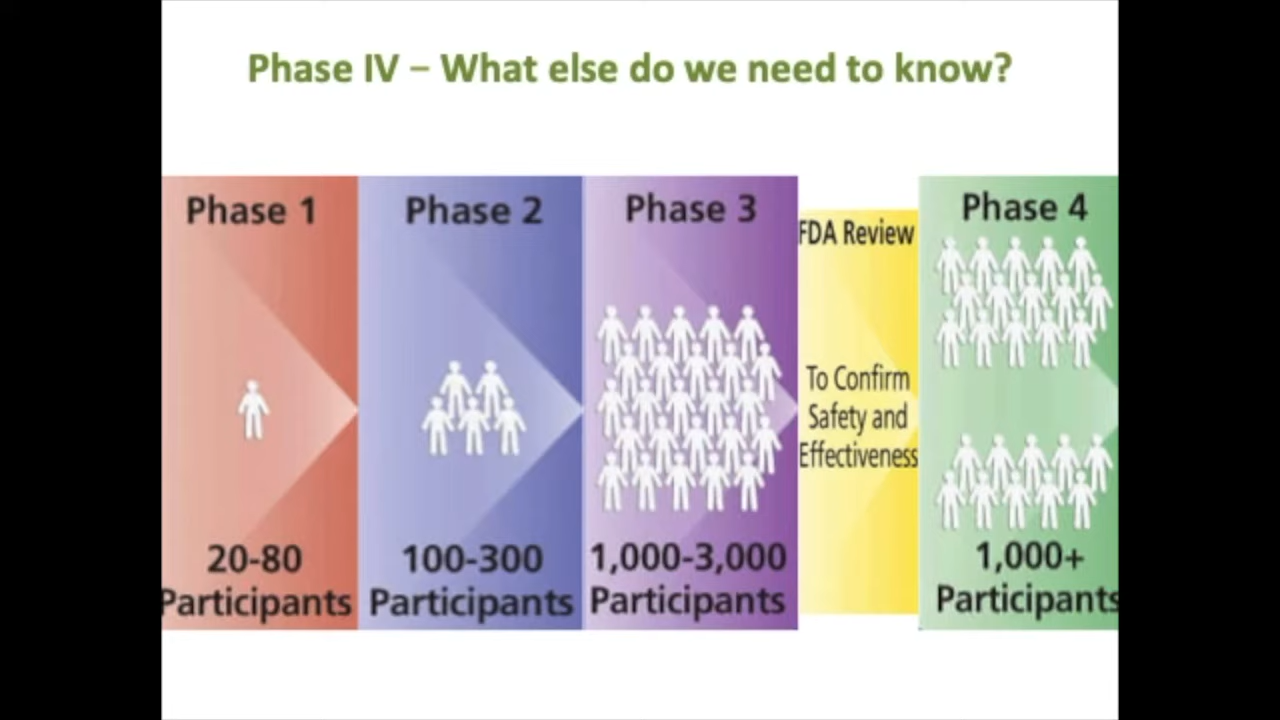 Phase IV – What else do we need to know?
Phase 1
20-80
Participants
Phase 2
100-300
Participants
Phase 3
1,000-3,000
Participants
FDA Review
To Confirm
Safety and
Effectiveness
Phase 4
1,000+
Participants